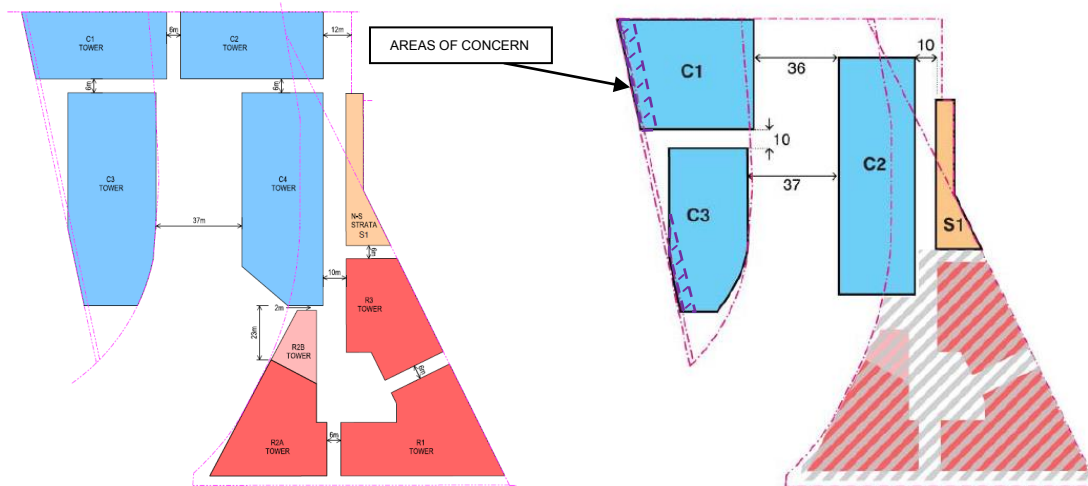 C1
TOWER
6m
C2
TOWER
12m
6m
6m
C3
TOWER
C4
TOWER
37m
N-S
STRATA
S1
6m
10m
R3
TOWER
2m
23m
R2B
TOWER
6m
R2A
TOWER
6m
R1
TOWER
AREAS OF CONCERN
C1
36
10
10
C2
37
C3
S1